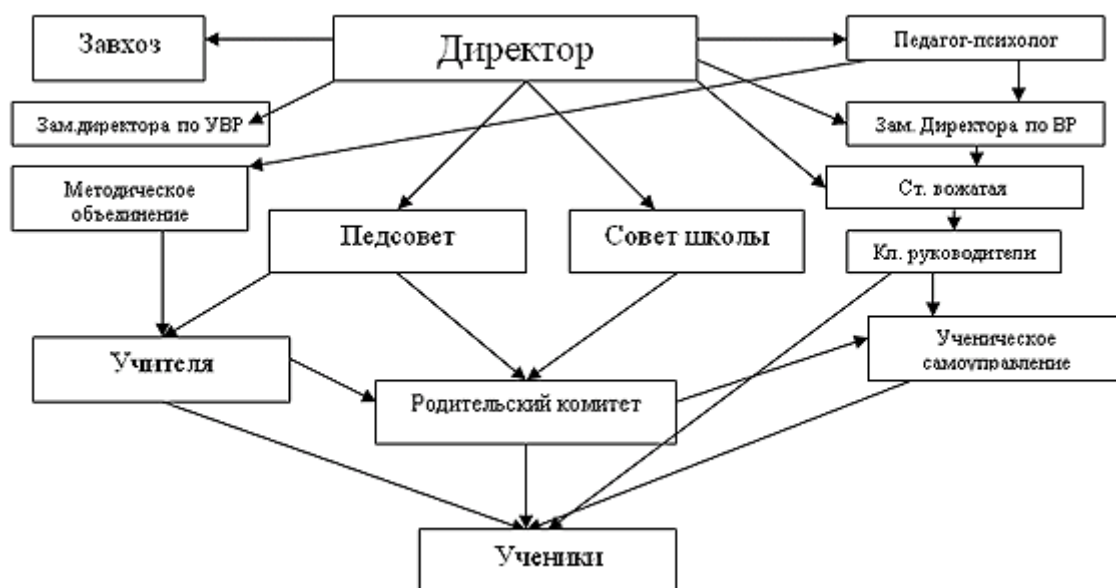 Завхоз
Директор
Педагог-психолог
Зам.директора по УВР
Зам. Директора по ВР
Методическое
объединение
Ст. вожатая
Педсовет
Совет школы
Кл. руководители
Учителя
Ученическое
самоуправление
Родительский комитет
Ученики